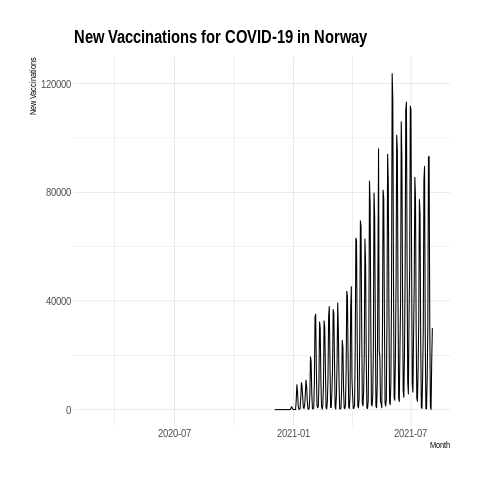 New Vaccinations for COVID-19 in Norway
New Vaccinations
120000
80000
40000
0
2020-07
2021-01
2021-07
Month